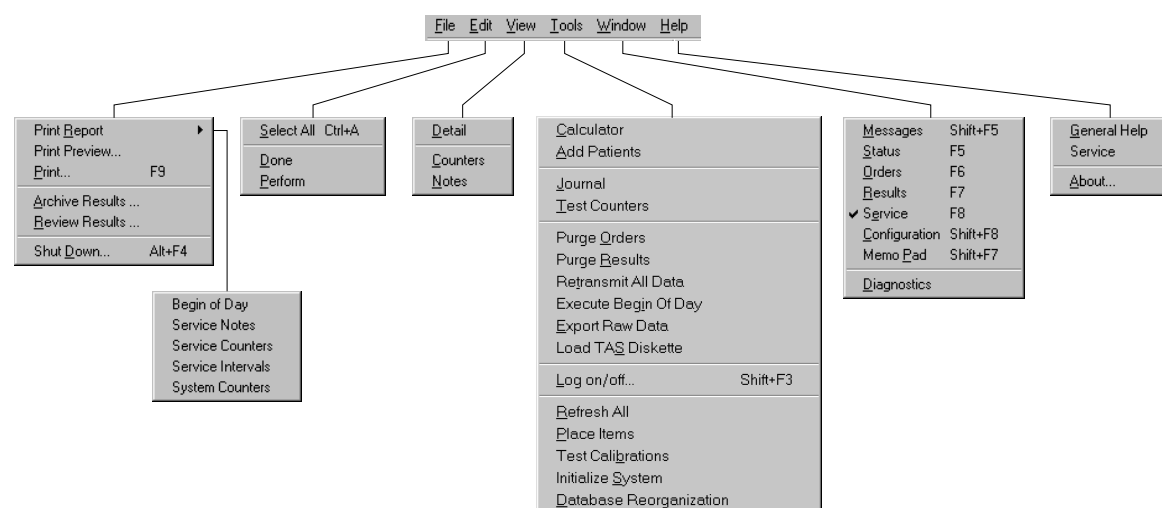 File Edit View Tools Window Help
Print Report
Print Preview...
Print... F9
Archive Results ...
Review Results ...
Shut Down... Alt+F4
Begin of Day
Service Notes
Service Counters
Service Intervals
System Counters
Select All Ctrl+A
Done
Perform
Detail
Counters
Notes
Calculator
Add Patients
Journal
Test Counters
Purge Orders
Purge Results
Retransmit All Data
Execute Begin Of Day
Export Raw Data
Load TAS Diskette
Log on/off... Shift+F3
Refresh All
Place Items
Test Calibrations
Initialize System
Database Reorganization
Messages Shift+F5
Status F5
Orders F6
Results F7
Service F8
Configuration Shift+F8
Memo Pad Shift+F7
Diagnostics
General Help
Service
About...